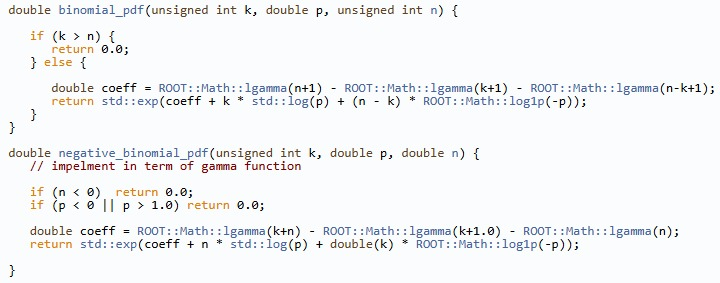 double binomial_pdf(unsigned int k, double p, unsigned int n) {
if (k > n) {
return 0.0;
} else {
double coeff = ROOT::Math::lgamma(n+1) - ROOT::Math::lgamma(k+1) - ROOT::Math::lgamma(n-k+1);
return std::exp(coeff + k * std::log(p) + (n - k) * ROOT::Math::log1p(-p));
}
}
double negative_binomial_pdf(unsigned int k, double p, double n) {
// impelment in term of gamma function
if (n < 0)  return 0.0;
if (p < 0 || p > 1.0) return 0.0;
double coeff = ROOT::Math::lgamma(k+n) - ROOT::Math::lgamma(k+1.0) - ROOT::Math::lgamma(n);
return std::exp(coeff + n * std::log(p) + double(k) * ROOT::Math::log1p(-p));
}